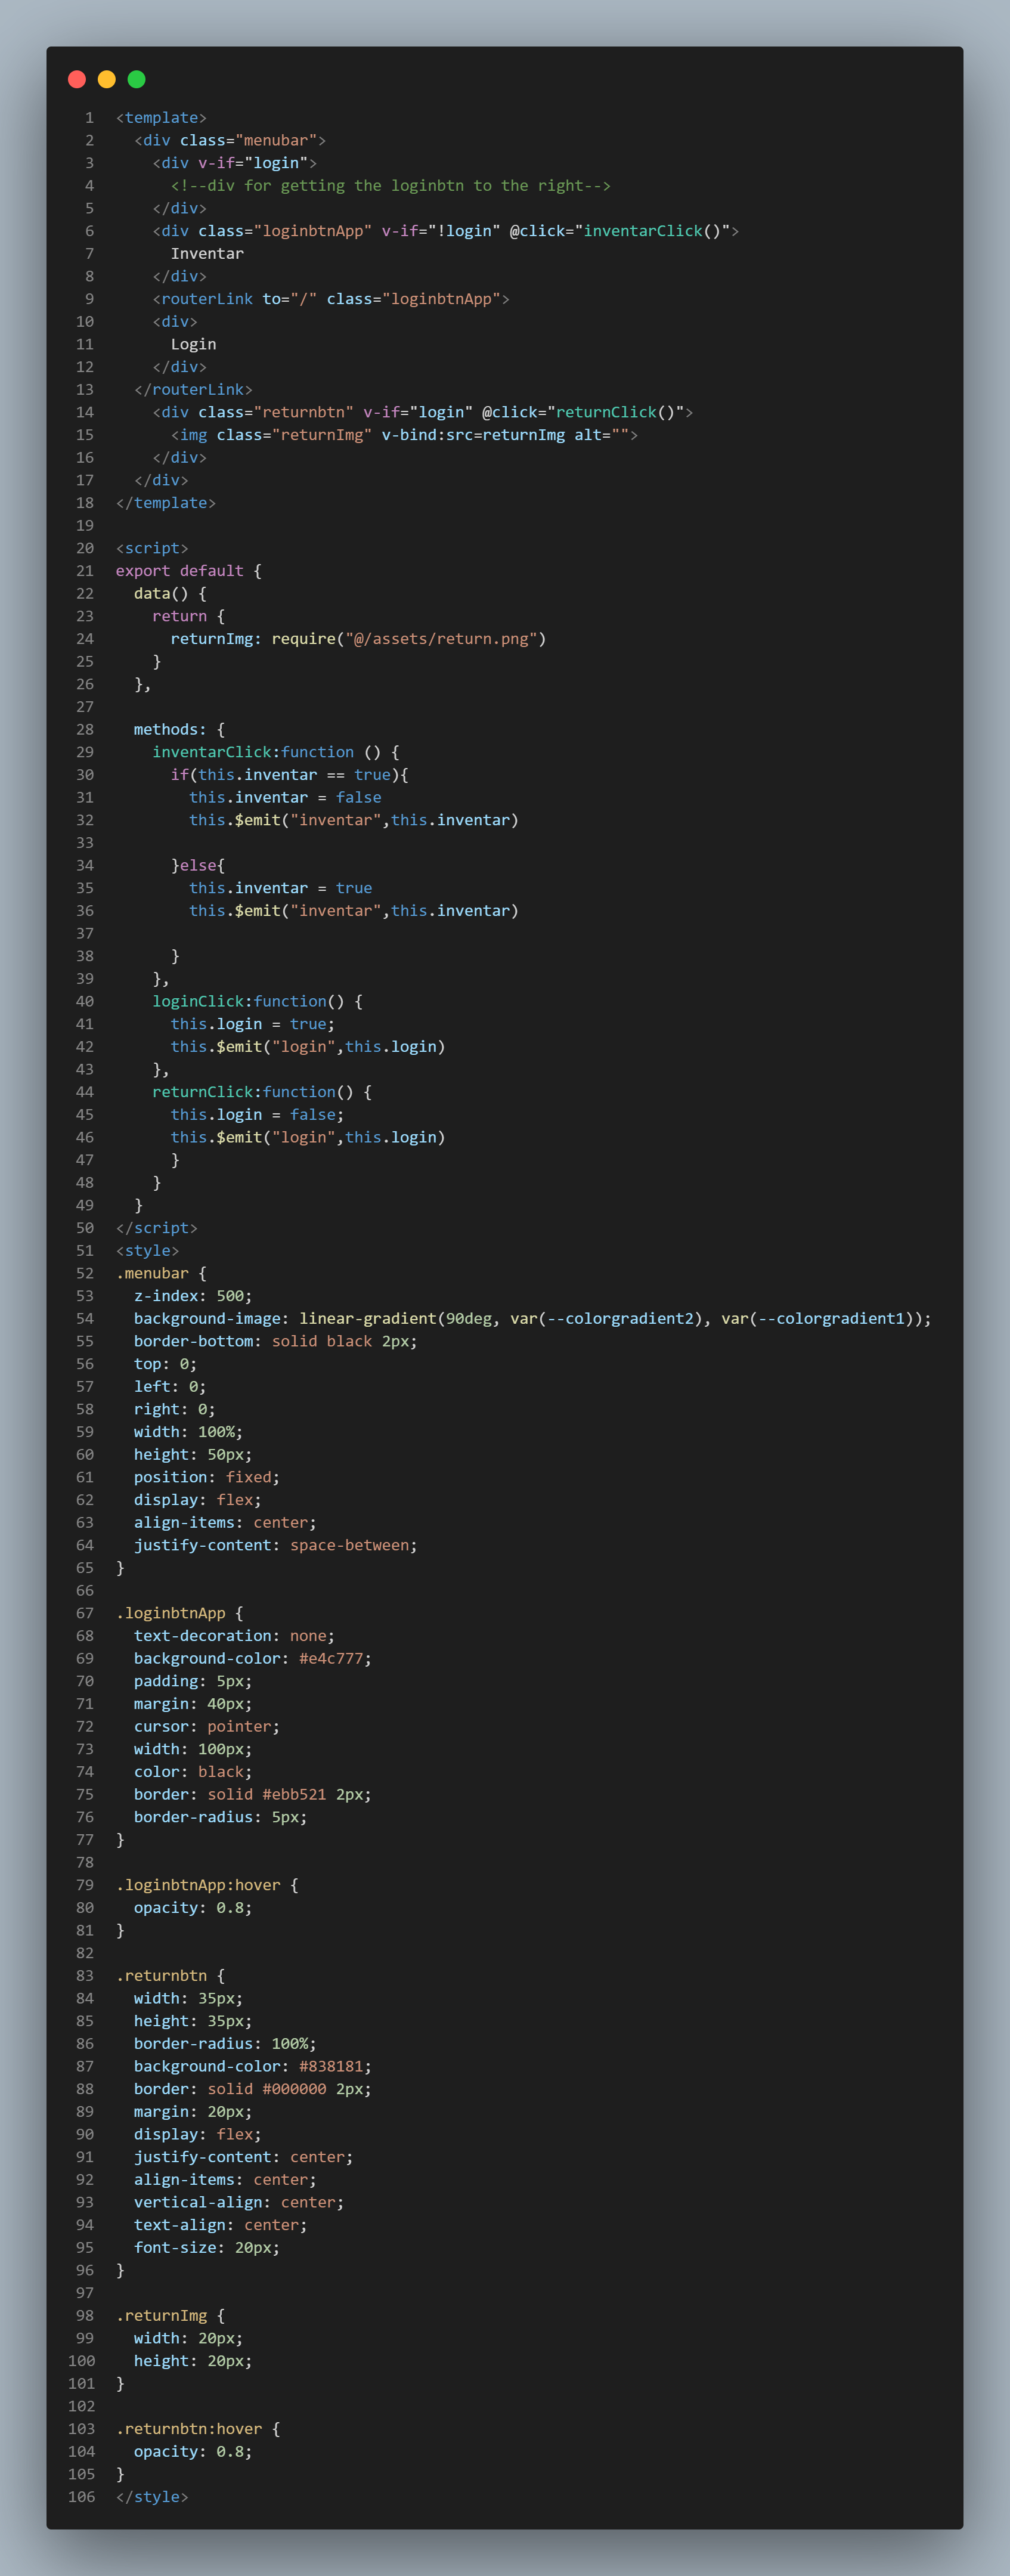 1 <template>
2   <div class="menubar">
3     <div v-if="login">
4       <!--div for getting the loginbtn to the right-->
5     </div>
6     <div class="loginbtnApp" v-if="!login" @click="inventarClick()">
7       Inventar
8     </div>
9     <routerLink to="/" class="loginbtnApp">
10     <div>
11       Login
12     </div>
13   </routerLink>
14     <div class="returnbtn" v-if="login" @click="returnClick()">
15       <img class="returnImg" v-bind:src=returnImg alt="">
16     </div>
17   </div>
18 </template>
19
20 <script>
21 export default {
22   data() {
23     return {
24       returnImg: require("@/assets/return.png")
25     }
26   },
27
28   methods: {
29     inventarClick:function () {
30       if(this.inventar == true){
31         this.inventar = false
32         this.$emit("inventar",this.inventar)
33
34       }else{
35         this.inventar = true
36         this.$emit("inventar",this.inventar)
37
38       }
39     },
40     loginClick:function() {
41       this.login = true;
42       this.$emit("login",this.login)
43     },
44     returnClick:function() {
45       this.login = false;
46       this.$emit("login",this.login)
47       }
48     }
49   }
50 </script>
51 <style>
52 .menubar {
53   z-index: 500;
54   background-image: linear-gradient(90deg, var(--colorgradient2), var(--colorgradient1));
55   border-bottom: solid black 2px;
56   top: 0;
57   left: 0;
58   right: 0;
59   width: 100%;
60   height: 50px;
61   position: fixed;
62   display: flex;
63   align-items: center;
64   justify-content: space-between;
65 }
66
67 .loginbtnApp {
68   text-decoration: none;
69   background-color: #e4c777;
70   padding: 5px;
71   margin: 40px;
72   cursor: pointer;
73   width: 100px;
74   color: black;
75   border: solid #ebb521 2px;
76   border-radius: 5px;
77 }
78
79 .loginbtnApp:hover {
80   opacity: 0.8;
81 }
82
83 .returnbtn {
84   width: 35px;
85   height: 35px;
86   border-radius: 100%;
87   background-color: #838181;
88   border: solid #000000 2px;
89   margin: 20px;
90   display: flex;
91   justify-content: center;
92   align-items: center;
93   vertical-align: center;
94   text-align: center;
95   font-size: 20px;
96 }
97
98 .returnImg {
99   width: 20px;
100   height: 20px;
101 }
102
103 .returnbtn:hover {
104   opacity: 0.8;
105 }
106 </style>